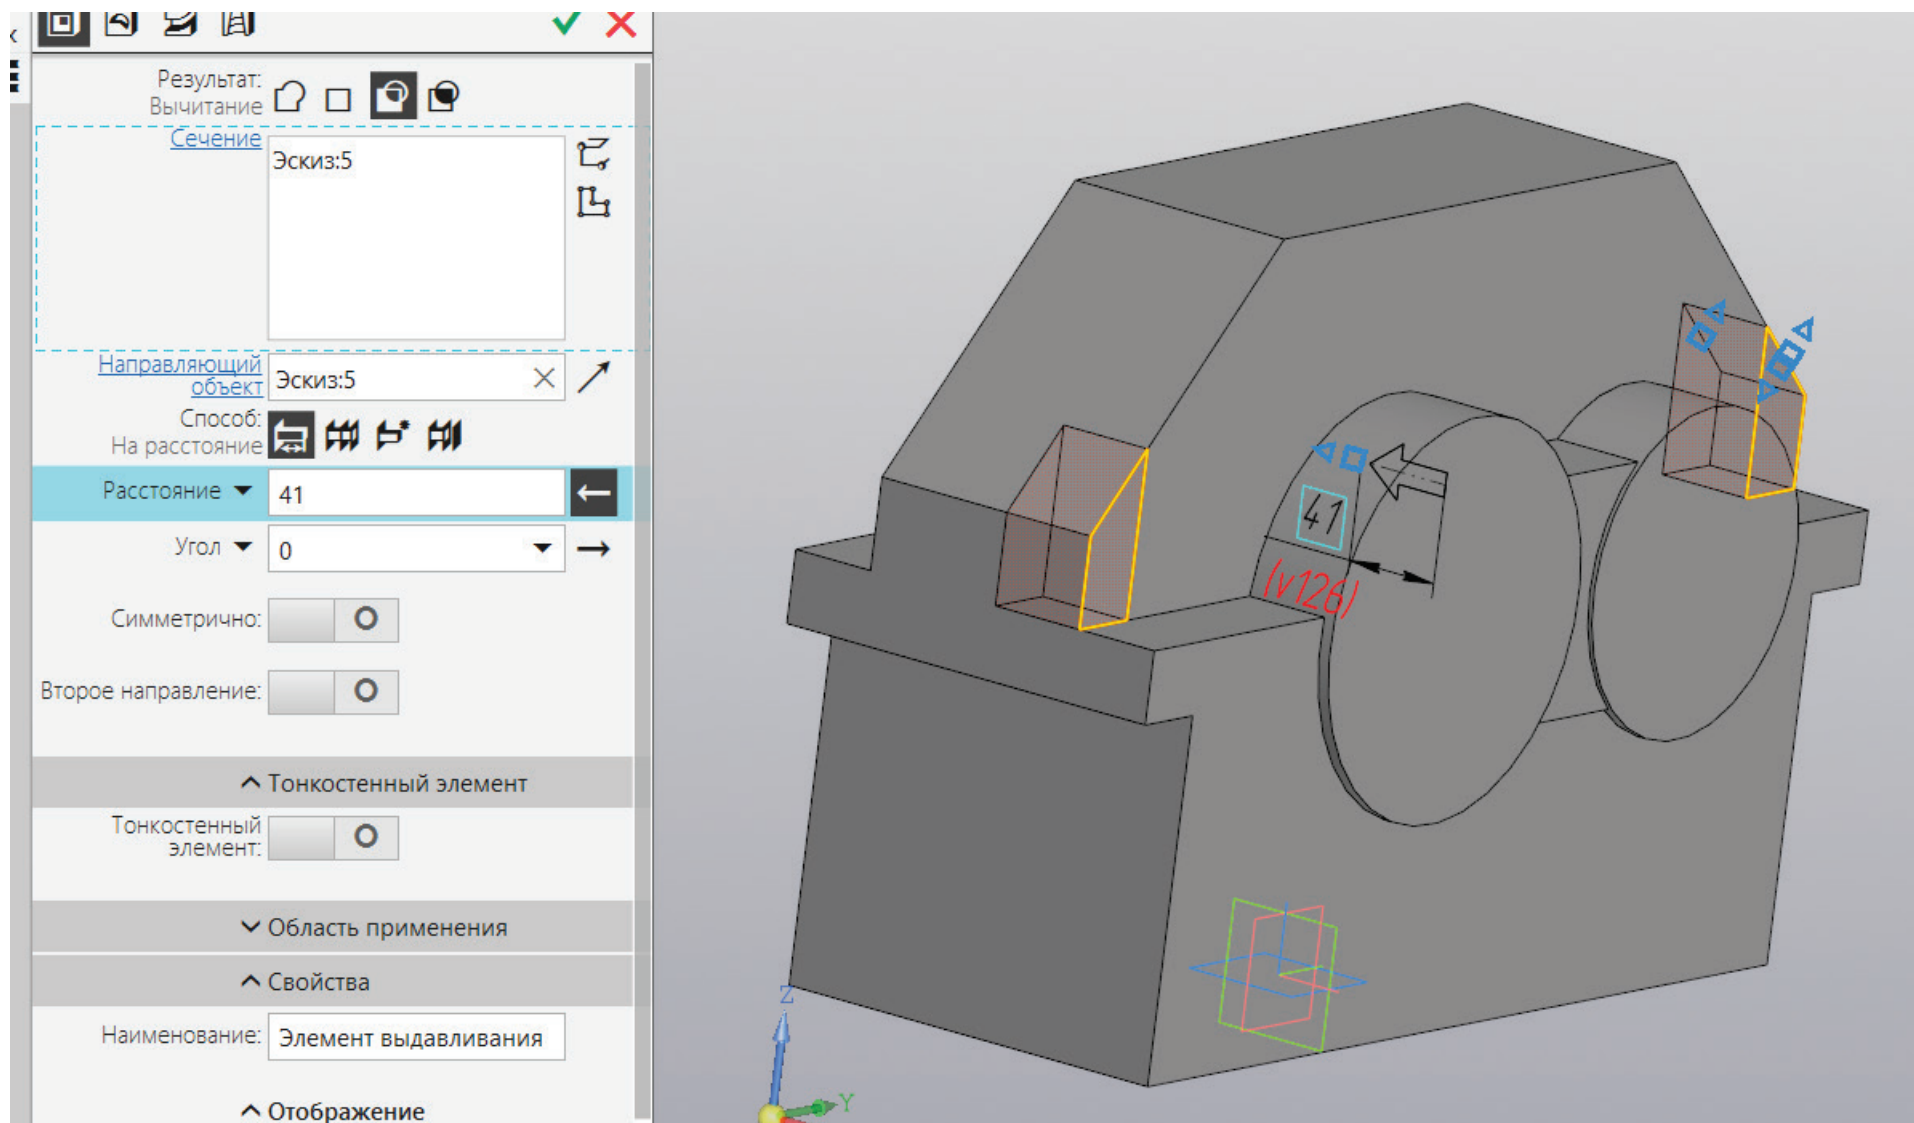 Результат:
Вычитание
Сечение
Эскиз:5
Направляющий
объект
Эскиз:5
Способ:
На расстояние
Расстояние
41
Угол
0
Симметрично:
Второе направление:
Тонкостенный элемент
Тонкостенный
элемент:
Область применения
Свойства
Наименование:
Элемент выдавливания
Отображение
41
(v126)
Z
Y